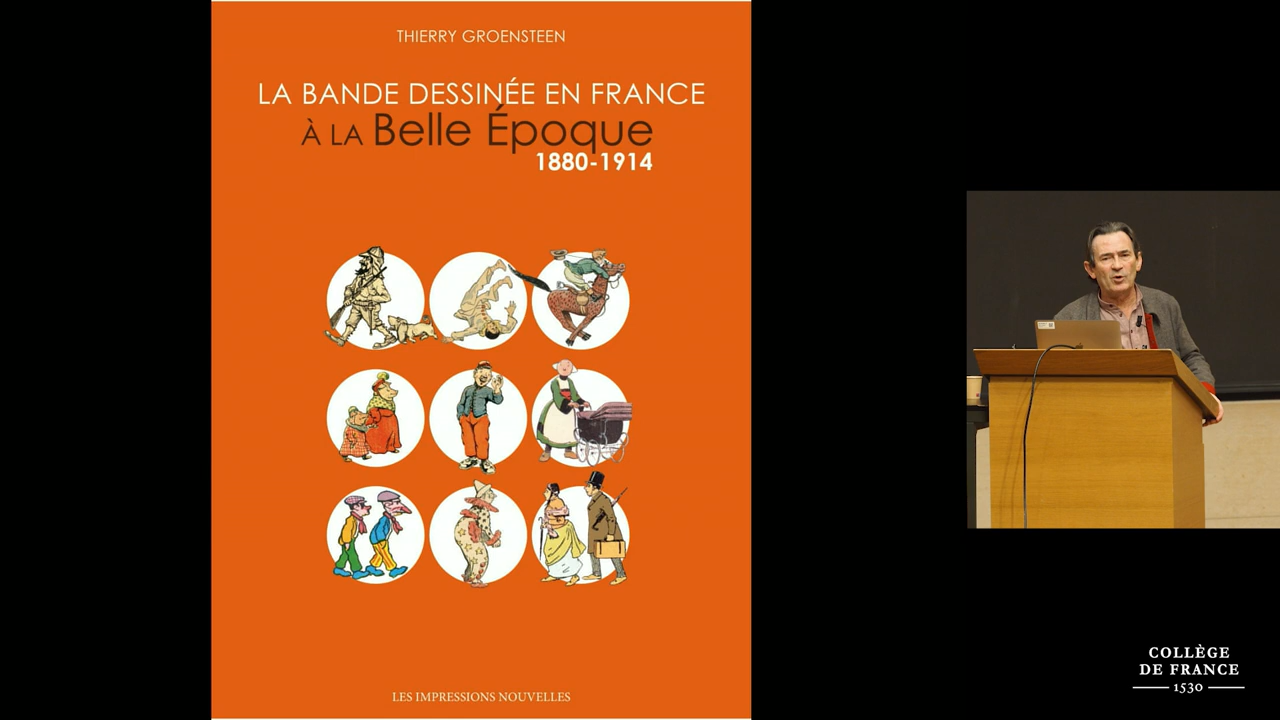 THIERRY GROENSTEEN
LA BANDE DESSINÉE EN FRANCE
À LA Belle Époque
1880-1914
LES IMPRESSIONS NOUVELLES
COLLÈGE
DE FRANCE
1530